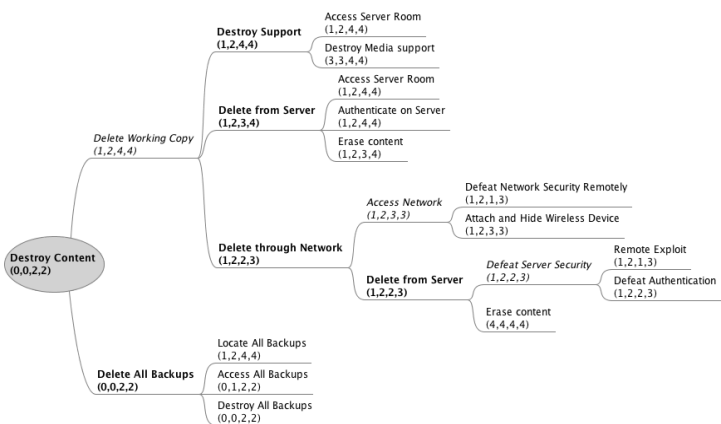 Destroy Support
(1,2,4,4)
Access Server Room
(1,2,4,4)
Destroy Media support
(3,3,4,4)
Delete from Server
(1,2,3,4)
Access Server Room
(1,2,4,4)
Authenticate on Server
(1,2,4,4)
Erase content
(1,2,3,4)
Delete Working Copy
(1,2,4,4)
Delete through Network
(1,2,2,3)
Access Network
(1,2,3,3)
Defeat Network Security Remotely
(1,2,1,3)
Attach and Hide Wireless Device
(1,2,3,3)
Delete from Server
(1,2,2,3)
Defeat Server Security
(1,2,2,3)
Remote Exploit
(1,2,1,3)
Defeat Authentication
(1,2,2,3)
Erase content
(4,4,4,4)
Destroy Content
(0,0,2,2)
Delete All Backups
(0,0,2,2)
Locate All Backups
(1,2,4,4)
Access All Backups
(0,1,2,2)
Destroy All Backups
(0,0,2,2)